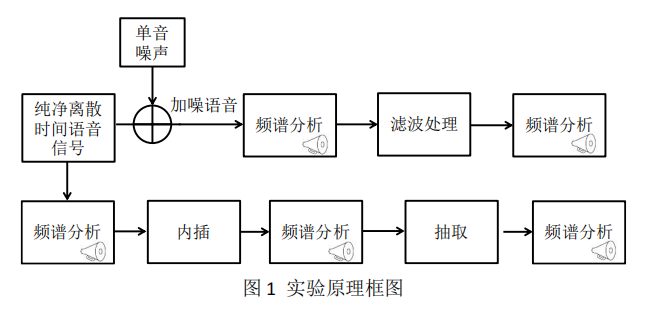 单音
噪声
纯净离散
时间语音
信号
加噪语音
频谱分析
滤波处理
频谱分析
频谱分析
内插
频谱分析
抽取
频谱分析
图 1 实验原理框图